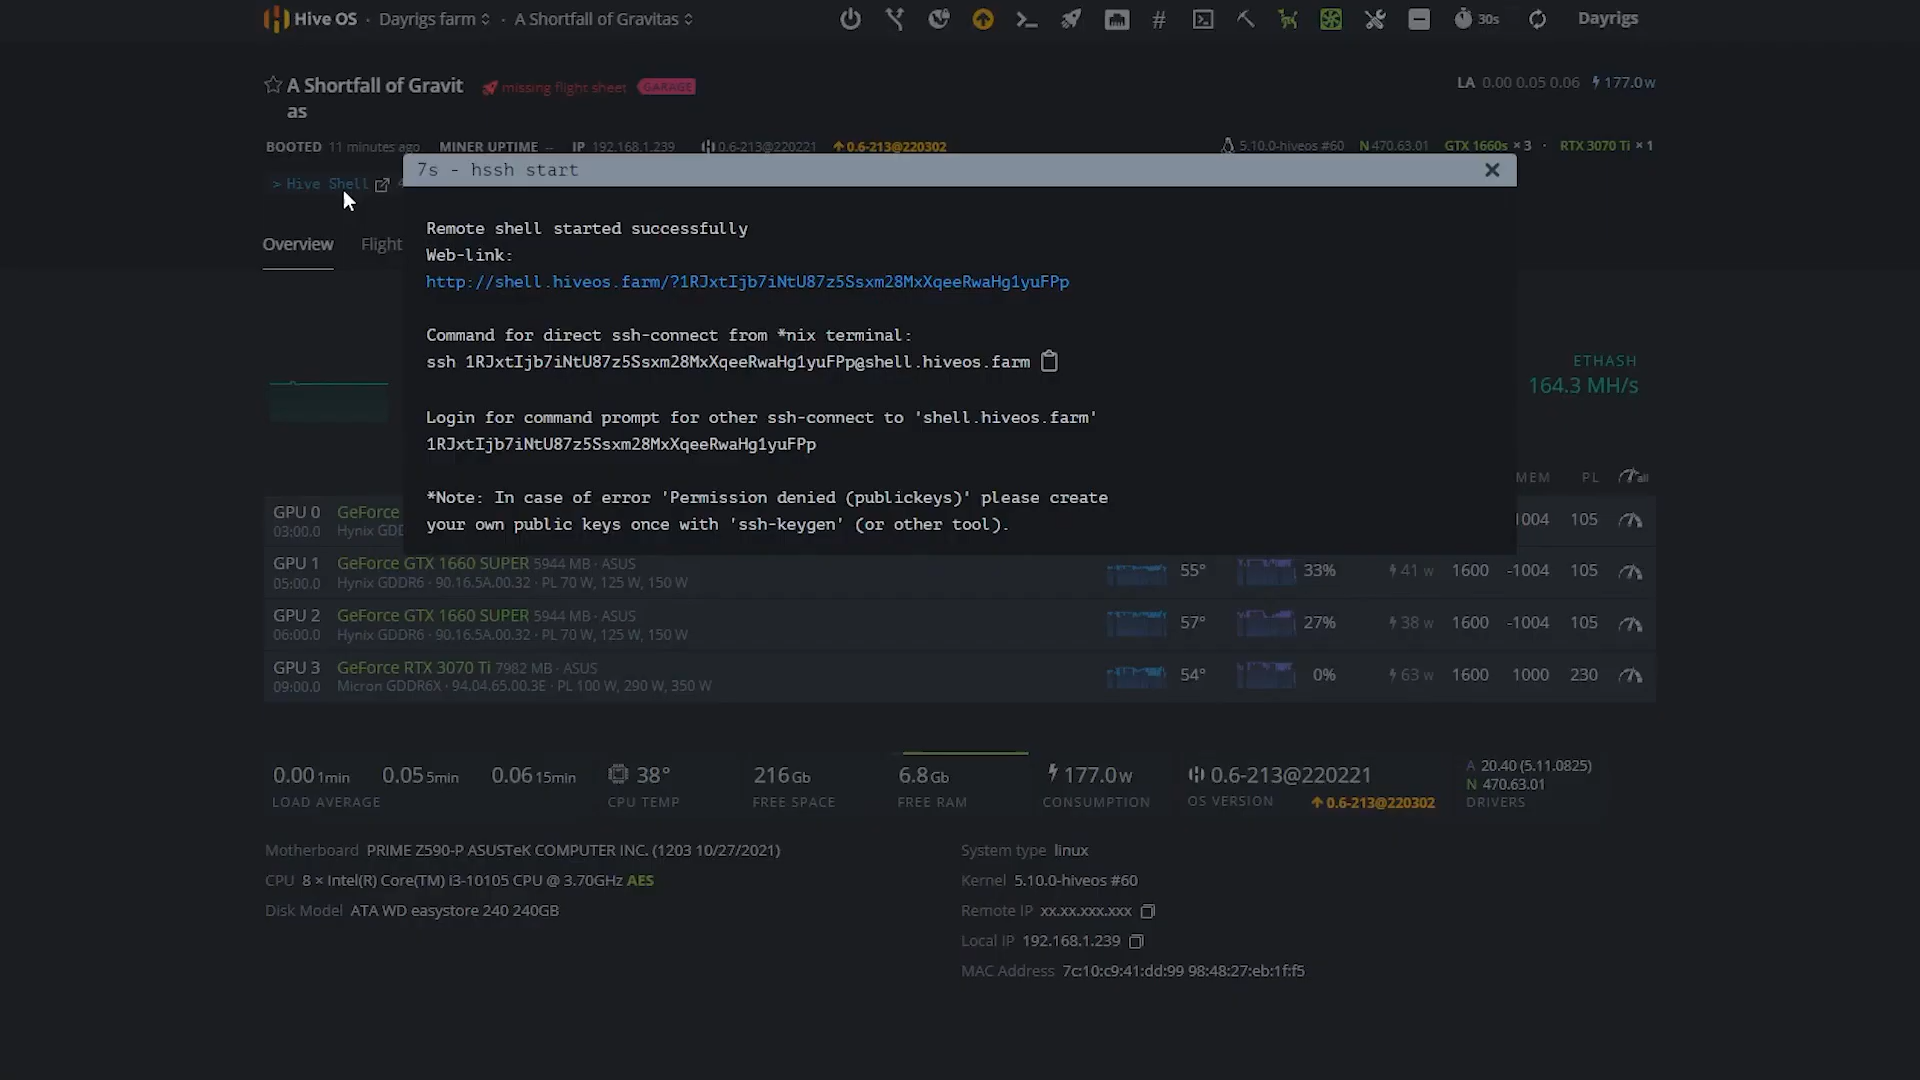 Hive OS · Dayrigs farm · A Shortfall of Gravitas
30s
Dayrigs
A Shortfall of Gravit
as
missing flight sheet
GARAGE
LA 0.00 0.05 0.06 177.0 W
BOOTED 11 minutes ago MINER UPTIME -- IP 192.168.1.239 0.6-213@220221 0.6-213@220302
5.10.0-hiveos #60 N 470.63.01 GTX 1660s × 3 · RTX 3070 Ti × 1
> Hive Shell
7s - hssh start
Overview Flight
Remote shell started successfully
Web-link:
http://shell.hiveos.farm/?1RJxtIjb7iNtU87z5Ssxm28MxXqeeRwaHg1yuFPp
Command for direct ssh-connect from *nix terminal:
ssh 1RJxtIjb7iNtU87z5Ssxm28MxXqeeRwaHg1yuFPp@shell.hiveos.farm
Login for command prompt for other ssh-connect to 'shell.hiveos.farm'
1RJxtIjb7iNtU87z5Ssxm28MxXqeeRwaHg1yuFPp
*Note: In case of error 'Permission denied (publickeys)' please create
your own public keys once with 'ssh-keygen' (or other tool).
ETHASH
164.3 MH/s
MEM PL all
GPU 0 GeForce 1004 105
03:00.0 Hynix GDD
GPU 1 GeForce GTX 1660 SUPER 5944 MB · ASUS 55° 33% 41 W 1600 -1004 105
05:00.0 Hynix GDDR6 · 90.16.5A.00.32 · PL 70 W, 125 W, 150 W
GPU 2 GeForce GTX 1660 SUPER 5944 MB · ASUS 57° 27% 38 W 1600 -1004 105
06:00.0 Hynix GDDR6 · 90.16.5A.00.32 · PL 70 W, 125 W, 150 W
GPU 3 GeForce RTX 3070 Ti 7982 MB · ASUS 54° 0% 63 W 1600 1000 230
09:00.0 Micron GDDR6X · 94.04.65.00.3E · PL 100 W, 290 W, 350 W
0.00 1min 0.05 5min 0.06 15min 38° 216 Gb 6.8 Gb 177.0 W 0.6-213@220221 A 20.40 (5.11.0825)
N 470.63.01
LOAD AVERAGE CPU TEMP FREE SPACE FREE RAM CONSUMPTION OS VERSION 0.6-213@220302 DRIVERS
Motherboard PRIME Z590-P ASUSTeK COMPUTER INC. (1203 10/27/2021)
CPU 8 × Intel(R) Core(TM) i3-10105 CPU @ 3.70GHz AES
Disk Model ATA WD easystore 240 240GB
System type linux
Kernel 5.10.0-hiveos #60
Remote IP xx.xx.xxx.xxx
Local IP 192.168.1.239
MAC Address 7c:10:c9:41:dd:99 98:48:27:eb:1f:f5